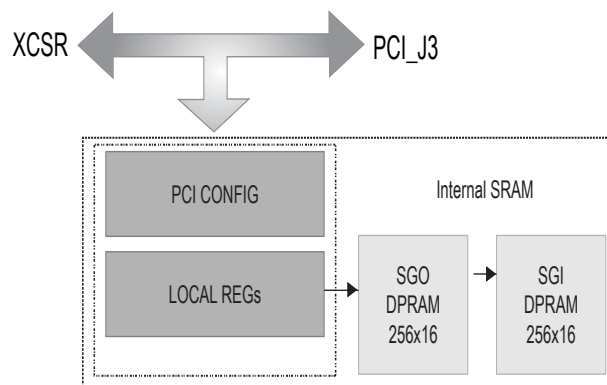 XCSR
PCI_J3
PCI CONFIG
Internal SRAM
LOCAL REGs
SGO
DPRAM
256x16
SGI
DPRAM
256x16